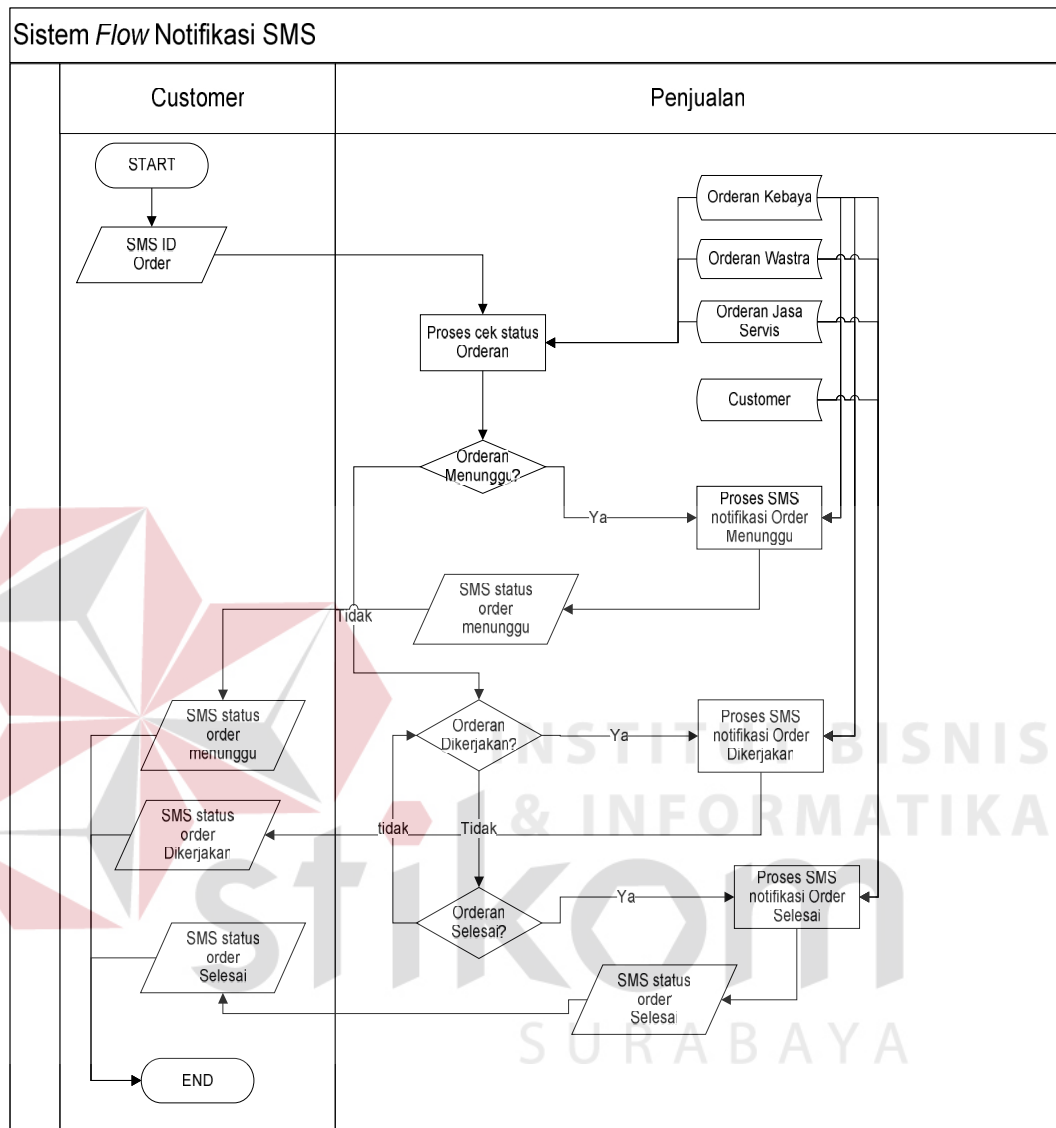 Sistem Flow Notifikasi SMS
Customer
Penjualan
START
SMS ID
Order
Orderan Kebaya
Orderan Wastra
Orderan Jasa
Servis
Customer
Proses cek status
Orderan
Orderan
Menunggu?
Ya
Proses SMS
notifikasi Order
Menunggu
SMS status
order
menunggu
Tidak
SMS status
order
menunggu
Orderan
Dikerjakan?
Ya
Proses SMS
notifikasi Order
Dikerjakan
SMS status
order
Dikerjakan
tidak
Tidak
Orderan
Selesai?
Ya
Proses SMS
notifikasi Order
Selesai
SMS status
order
Selesai
SMS status
order
Selesai
END
INSTITUT BISNIS
& INFORMATIKA
stikom
SURABAYA